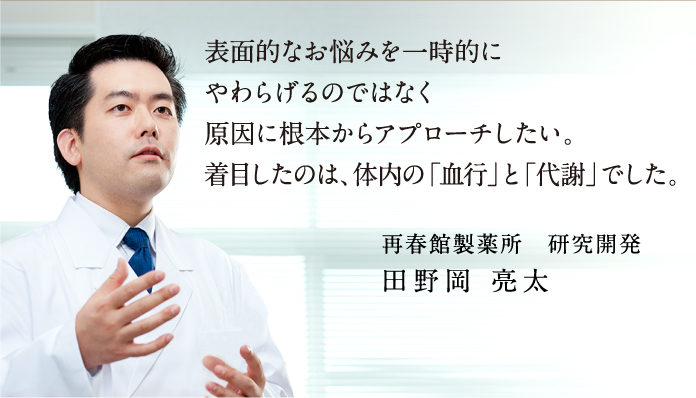 表面的なお悩みを一時的に
やわらげるのではなく
原因に根本からアプローチしたい。
着目したのは、体内の「血行」と「代謝」でした。
再春館製薬所　研究開発
田野岡 亮太